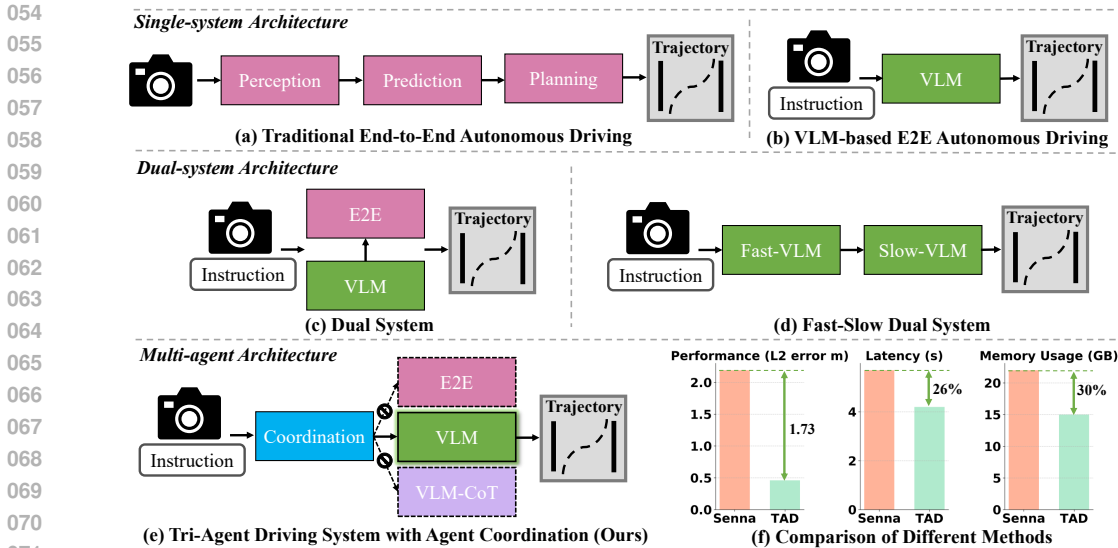 054
055
056
057
058
059
060
061
062
063
064
065
066
067
068
069
070
Single-system Architecture
Perception
Prediction
Planning
Trajectory
(a) Traditional End-to-End Autonomous Driving
Instruction
VLM
Trajectory
(b) VLM-based E2E Autonomous Driving
Dual-system Architecture
Instruction
E2E
VLM
Trajectory
(c) Dual System
Instruction
Fast-VLM
Slow-VLM
Trajectory
(d) Fast-Slow Dual System
Multi-agent Architecture
Instruction
Coordination
E2E
VLM
VLM-CoT
Trajectory
(e) Tri-Agent Driving System with Agent Coordination (Ours)
Performance (L2 error m)
2.0
1.5
1.0
0.5
0.0
1.73
Senna TAD
Latency (s)
4
2
0
26%
Senna TAD
Memory Usage (GB)
20
15
10
5
0
30%
Senna TAD
(f) Comparison of Different Methods